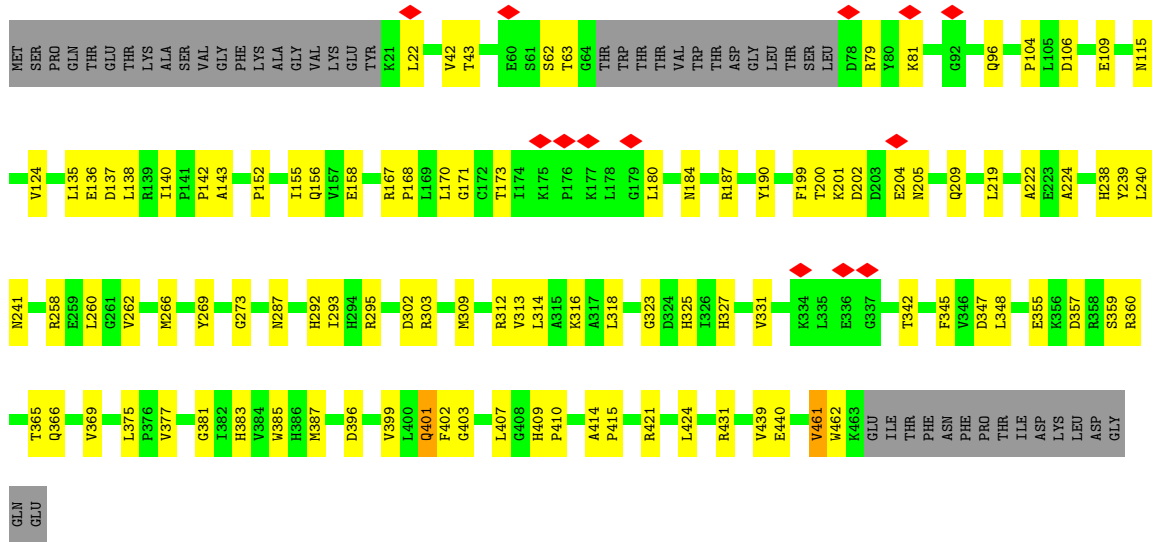 MET SER PRO GLN THR GLU THR LYS ALA SER VAL GLY PHE LYS ALA GLY VAL LYS GLU TYR K21 L22 V42 T43 E60 S61 S62 T63 G64 THR TRP THR THR VAL TRP THR ASP GLY LEU THR SER LEU D78 R79 Y80 K81 G92 Q96 P104 L105 D106 E109 N115
V124 L135 E136 D137 L138 R139 I140 P141 P142 A143 P152 I155 Q156 V157 E158 R167 P168 L169 L170 G171 C172 T173 I174 K175 P176 K177 L178 G179 L180 N184 R187 Y190 F199 T200 K201 D202 D203 E204 N205 Q209 L219 A222 E223 A224 H238 Y239 L240
N241 R258 E259 L260 G261 V262 M266 Y269 G273 N287 H292 I293 H294 R295 D302 R303 M309 R312 V313 L314 A315 K316 A317 L318 G323 D324 H325 I326 H327 V331 K334 L335 E336 G337 T342 F345 V346 D347 L348 E355 K356 D357 R358 S359 R360
T365 Q366 V369 L375 P376 V377 G381 I382 H383 V384 W385 H386 M387 D396 V399 L400 Q401 F402 G403 L407 G408 H409 P410 A414 P415 R421 L424 R431 V439 E440 V461 W462 K463 GLU ILE THR PHE ASN PHE PRO THR ILE ASP LYS LEU ASP GLY
GLN GLU